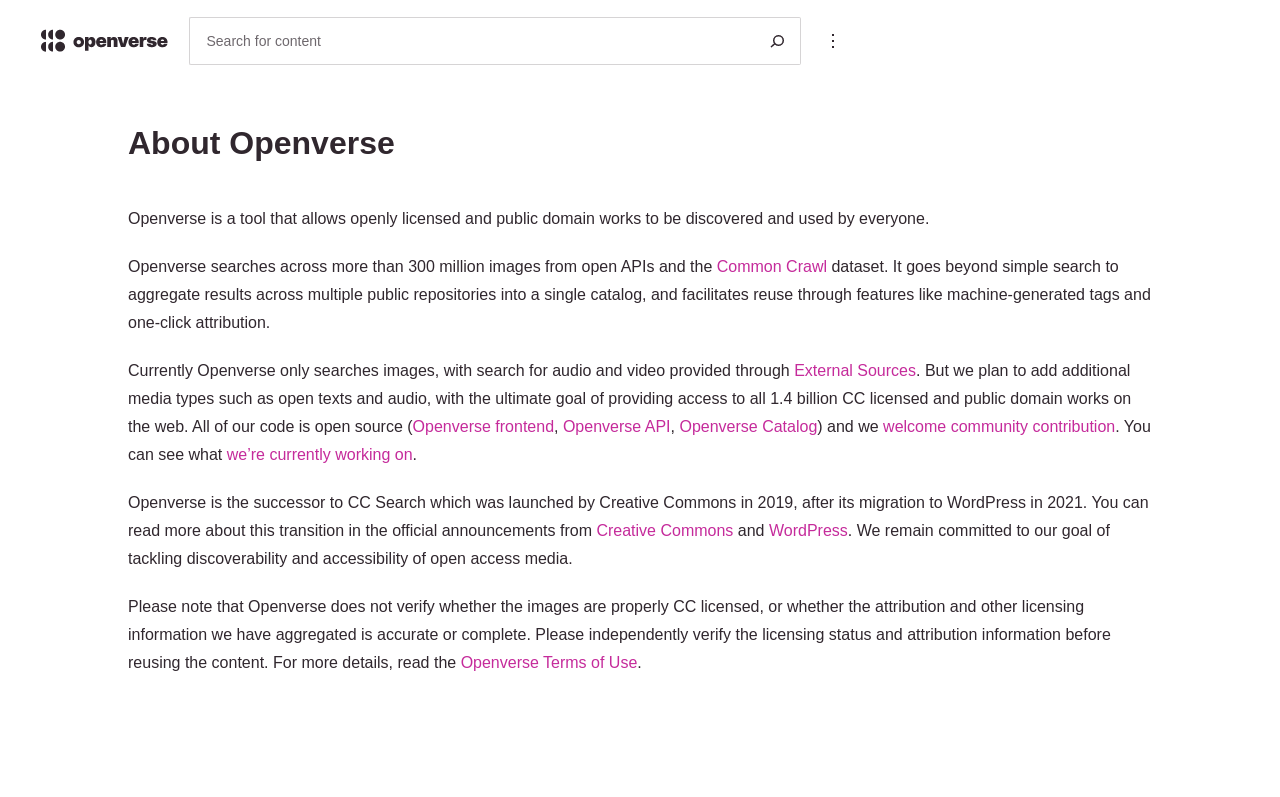 openverse
Search for content
About Openverse
Openverse is a tool that allows openly licensed and public domain works to be discovered and used by everyone.
Openverse searches across more than 300 million images from open APIs and the Common Crawl dataset. It goes beyond simple search to
aggregate results across multiple public repositories into a single catalog, and facilitates reuse through features like machine-generated tags and
one-click attribution.
Currently Openverse only searches images, with search for audio and video provided through External Sources. But we plan to add additional
media types such as open texts and audio, with the ultimate goal of providing access to all 1.4 billion CC licensed and public domain works on
the web. All of our code is open source (Openverse frontend, Openverse API, Openverse Catalog) and we welcome community contribution. You
can see what we’re currently working on.
Openverse is the successor to CC Search which was launched by Creative Commons in 2019, after its migration to WordPress in 2021. You can
read more about this transition in the official announcements from Creative Commons and WordPress. We remain committed to our goal of
tackling discoverability and accessibility of open access media.
Please note that Openverse does not verify whether the images are properly CC licensed, or whether the attribution and other licensing
information we have aggregated is accurate or complete. Please independently verify the licensing status and attribution information before
reusing the content. For more details, read the Openverse Terms of Use.